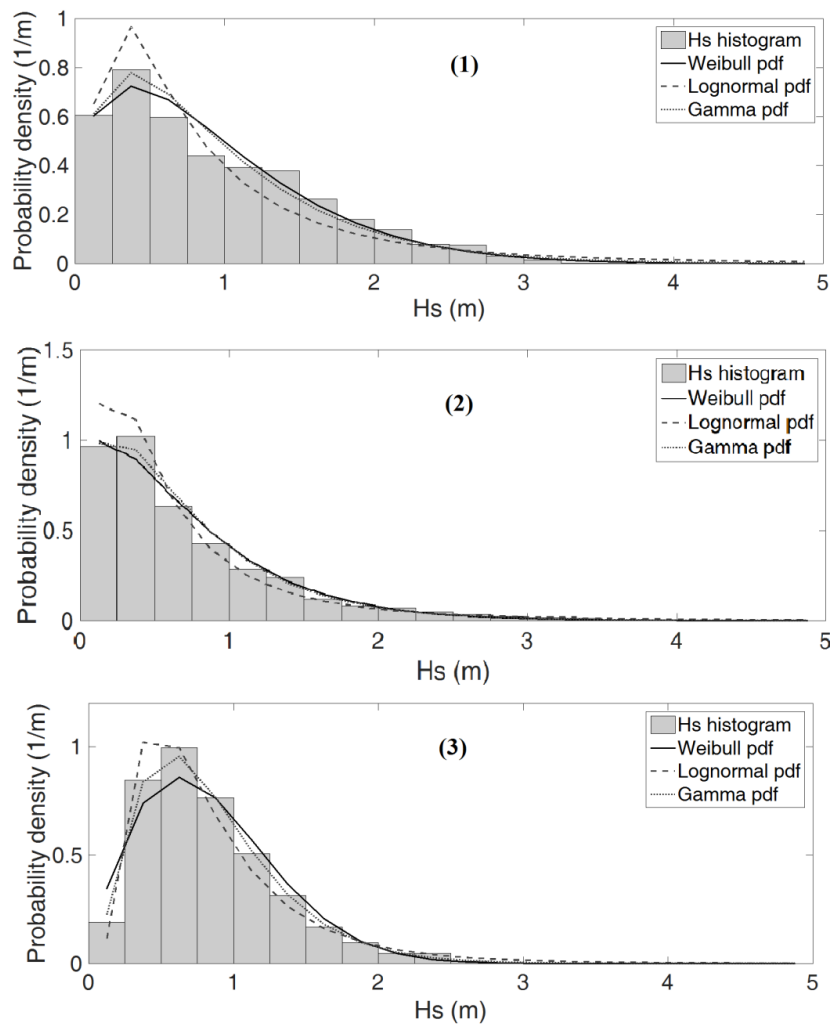 1
0.8
0.6
0.4
0.2
0
Probability density (1/m)
(1)
Hs histogram
Weibull pdf
Lognormal pdf
Gamma pdf
0 1 2 3 4 5
Hs (m)
1.5
1
0.5
0
Probability density (1/m)
(2)
Hs histogram
Weibull pdf
Lognormal pdf
Gamma pdf
0 1 2 3 4 5
Hs (m)
1
0.5
0
Probability density (1/m)
(3)
Hs histogram
Weibull pdf
Lognormal pdf
Gamma pdf
0 1 2 3 4 5
Hs (m)